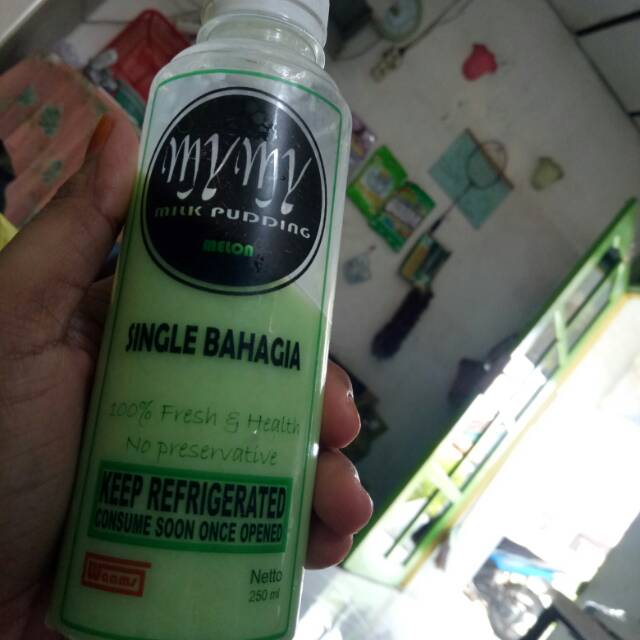 MYMY
MILK PUDDING
MELON
SINGLE BAHAGIA
100% Fresh & Health
No preservative
KEEP REFRIGERATED
CONSUME SOON ONCE OPENED
Netto
250 ml